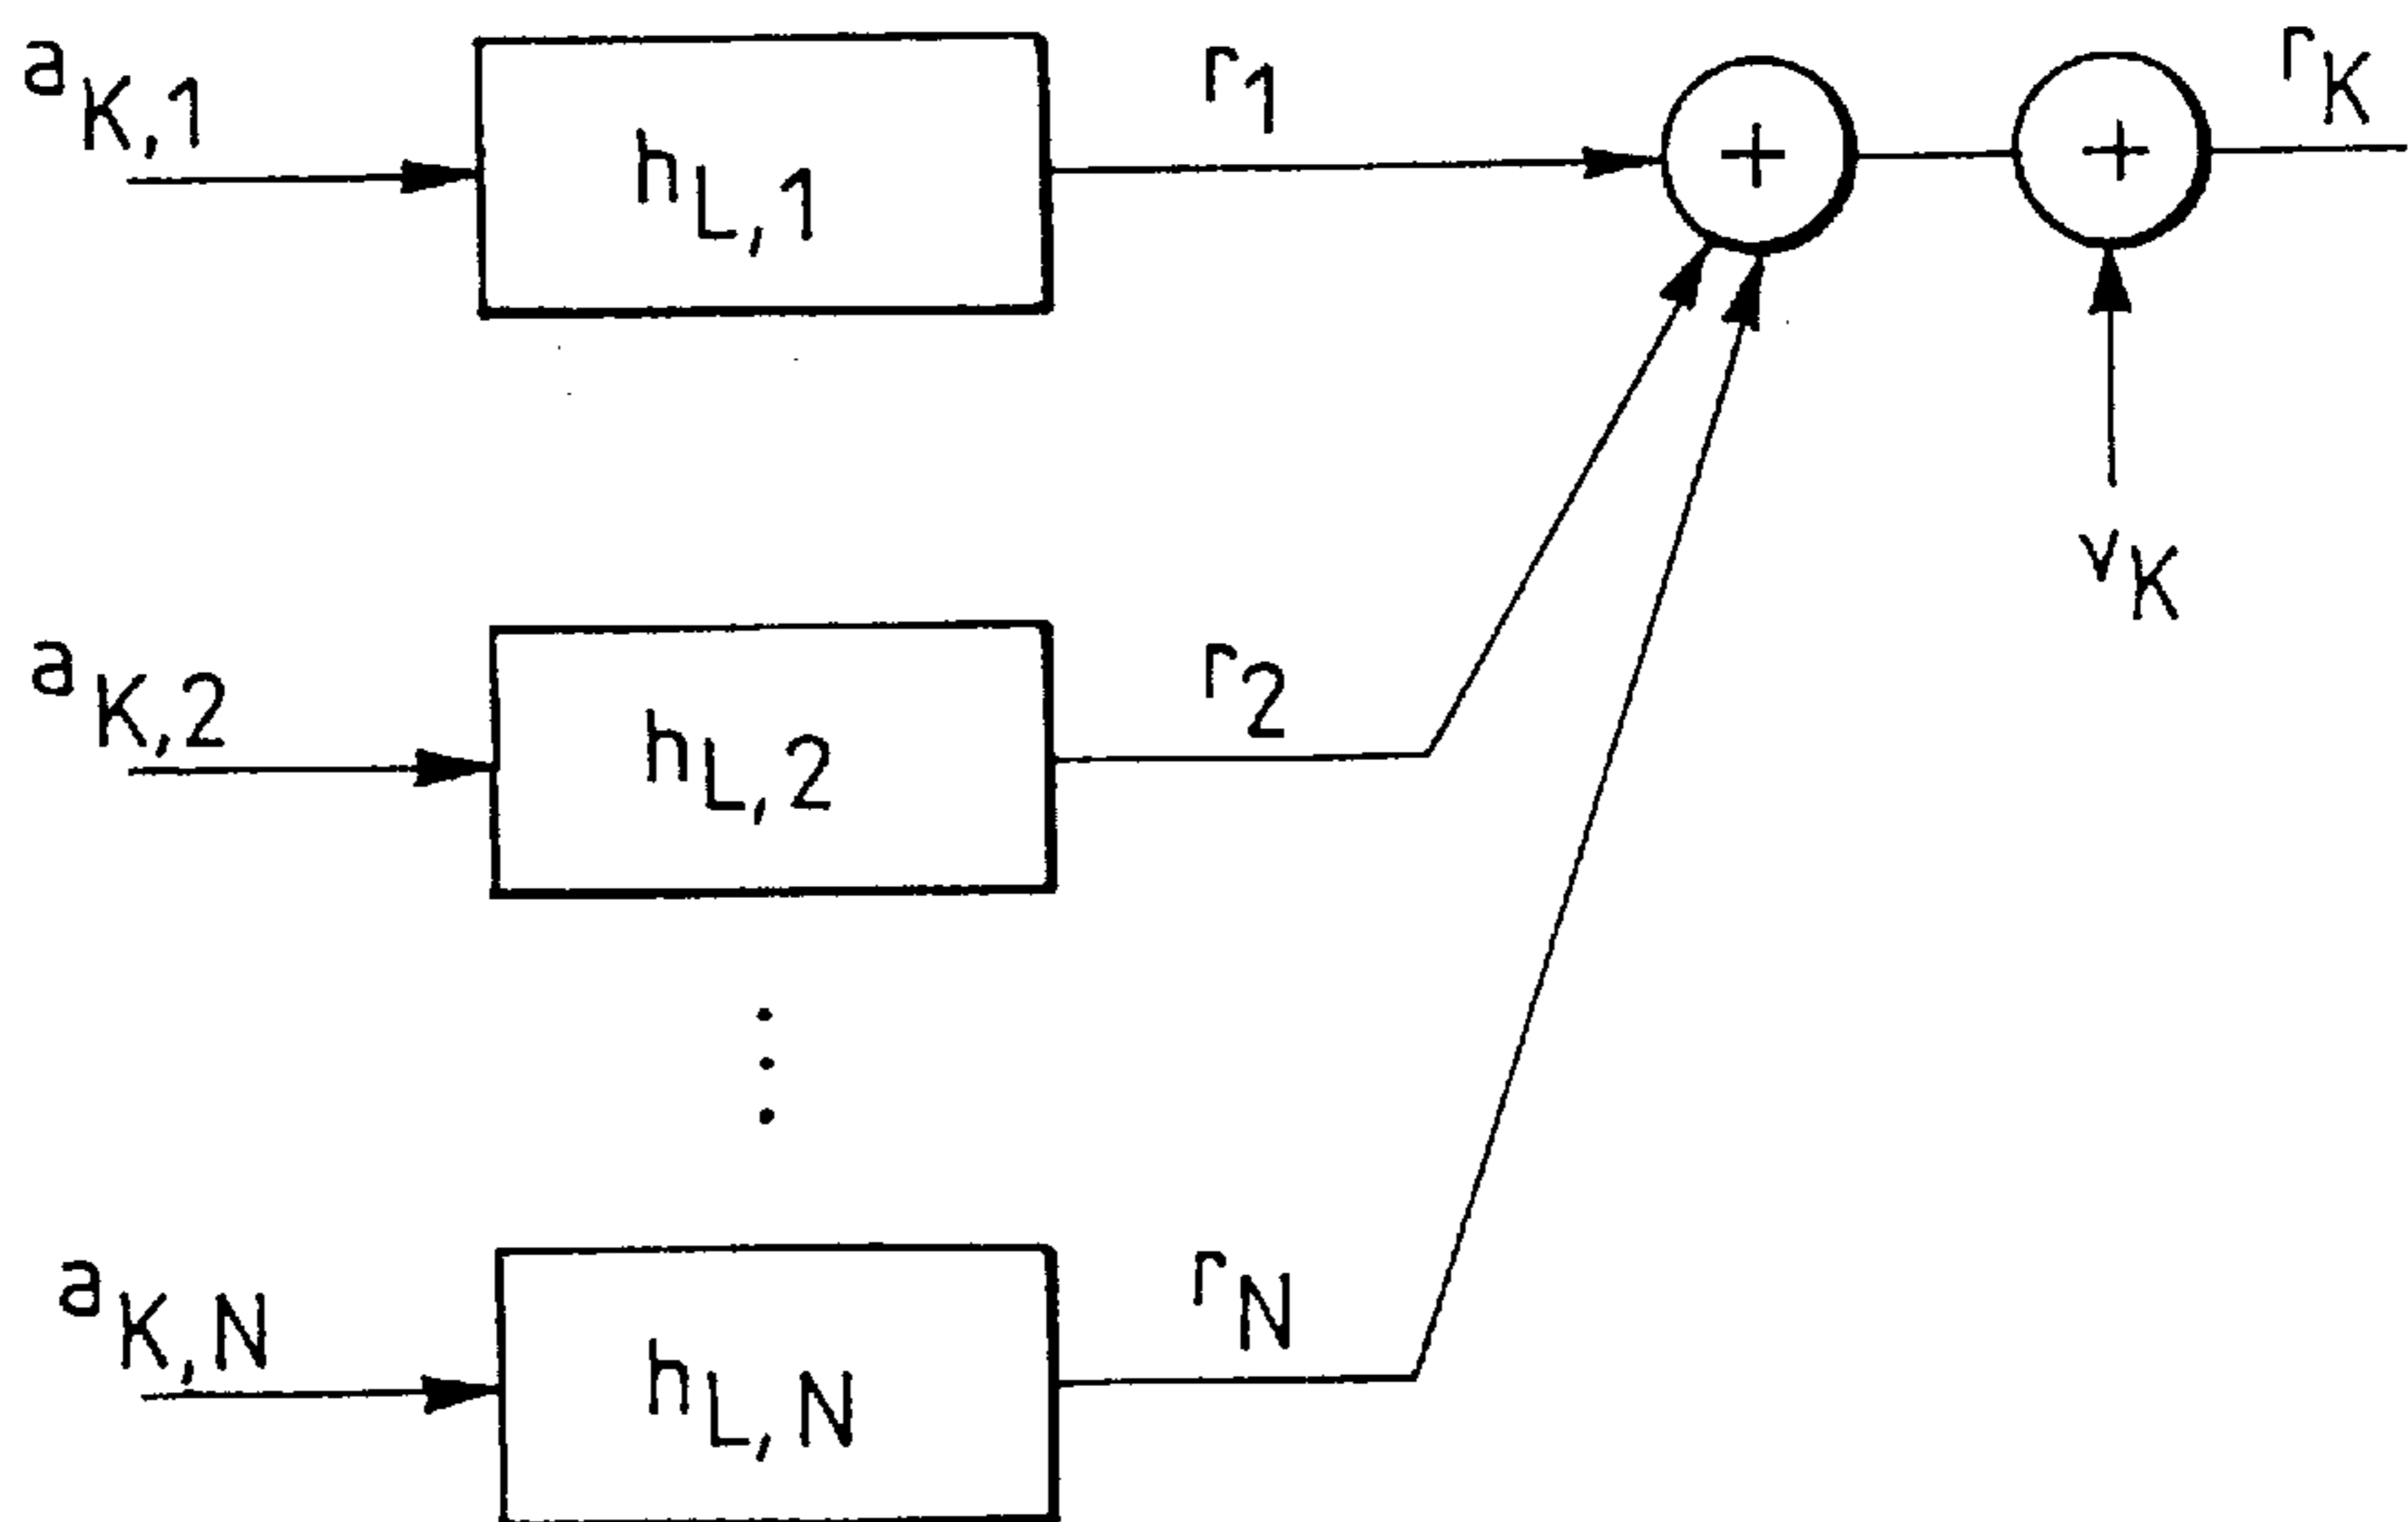 a K,1
h L,1
r 1
+
+
r K
v K
a K,2
h L,2
r 2
a K,N
h L,N
r N